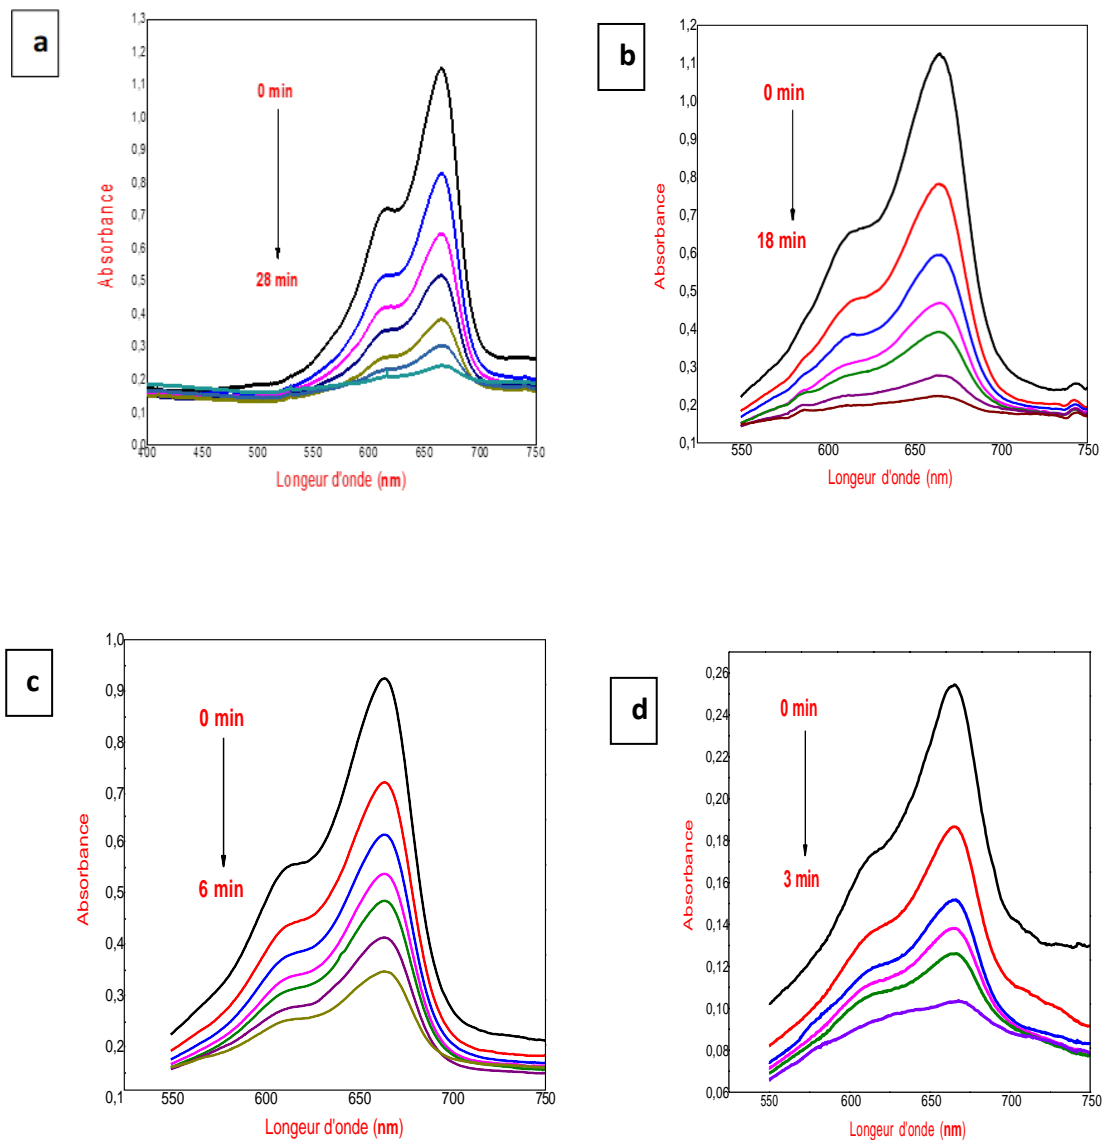 a
1,3
1,2
1,1
1,0
0,9
0,8
0,7
0,6
0,5
0,4
0,3
0,2
0,1
0,0
Absorbance
0 min
28 min
400 450 500 550 600 650 700 750
Longeur d'onde (nm)
b
1,2
1,1
1,0
0,9
0,8
0,7
0,6
0,5
0,4
0,3
0,2
0,1
Absorbance
0 min
18 min
550 600 650 700 750
Longeur d'onde (nm)
c
1,0
0,9
0,8
0,7
0,6
0,5
0,4
0,3
0,2
0,1
Absorbance
0 min
6 min
550 600 650 700 750
Longeur d'onde (nm)
d
0,26
0,24
0,22
0,20
0,18
0,16
0,14
0,12
0,10
0,08
0,06
Absorbance
0 min
3 min
550 600 650 700 750
Longeur d'onde (nm)